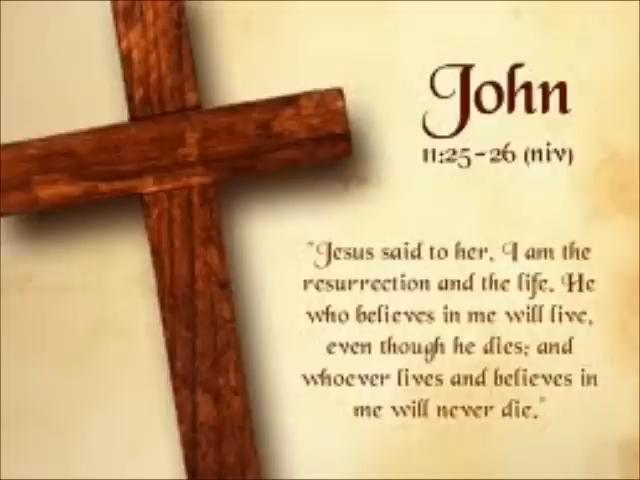 John
11:25-26 (niv)
"Jesus said to her, I am the
resurrection and the life. He
who believes in me will live,
even though he dies; and
whoever lives and believes in
me will never die."